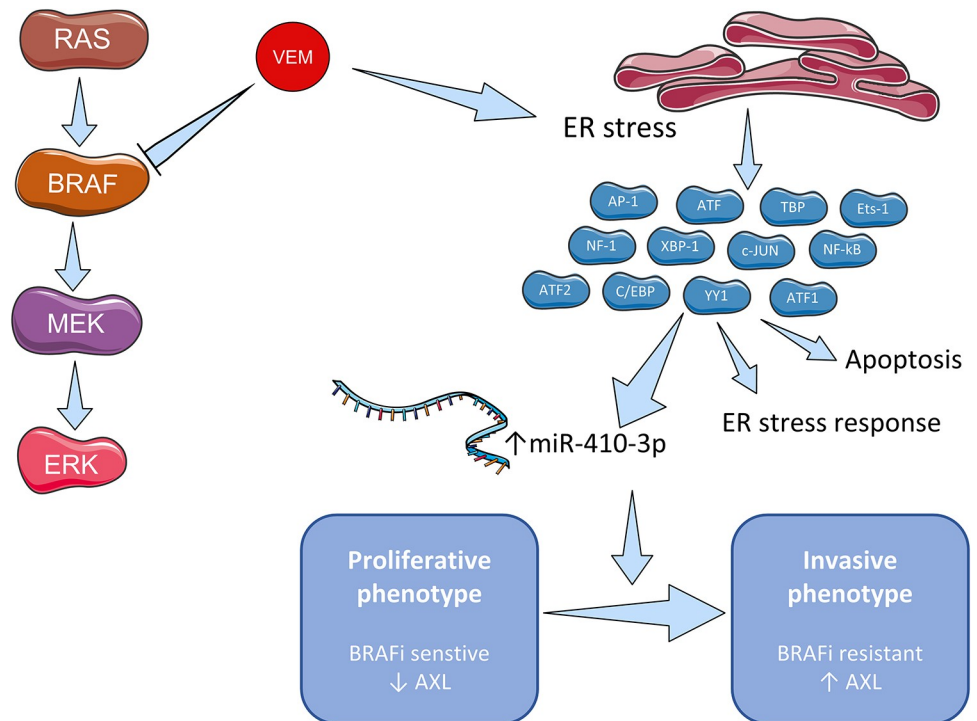 RAS
VEM
BRAF
MEK
ERK
ER stress
AP-1
ATF
TBP
Ets-1
NF-1
XBP-1
c-JUN
NF-kB
ATF2
C/EBP
YY1
ATF1
Apoptosis
ER stress response
↑miR-410-3p
Proliferative
phenotype
BRAFi senstive
↓ AXL
Invasive
phenotype
BRAFi resistant
↑ AXL